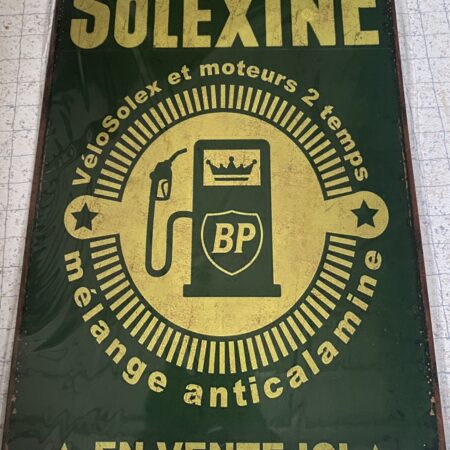 SOLEXINE
VéloSolex et moteurs 2 temps
BP
mélange anticalamine
EN VENTE ICI